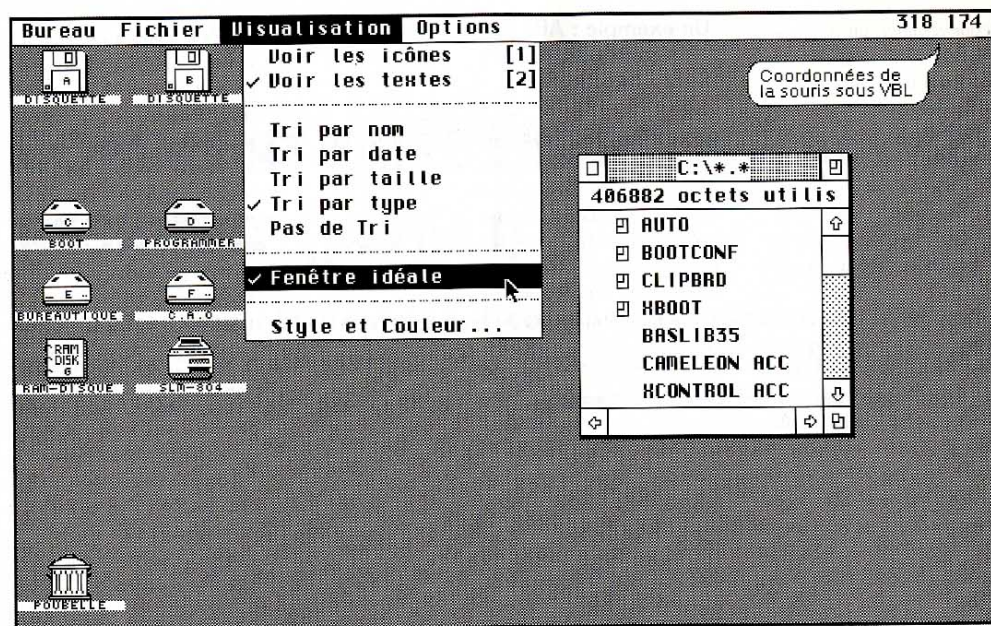 Bureau Fichier Visualisation Options 318 174
Coordonnées de
la souris sous VBL
Voir les icônes [1]
✓ Voir les textes [2]
Tri par nom
Tri par date
Tri par taille
✓ Tri par type
Pas de Tri
✓ Fenêtre idéale
Style et Couleur...
A
DISQUETTE
B
DISQUETTE
C
BOOT
D
PROGRAMMER
E
BUREAUTIQUE
F
C.A.O
RAM
DISK
G
RAM-DISQUE
SLM-804
POUBELLE
C:\*.*
406882 octets utilis
AUTO
BOOTCONF
CLIPBRD
XBOOT
BASLIB35
CAMELEON ACC
XCONTROL ACC